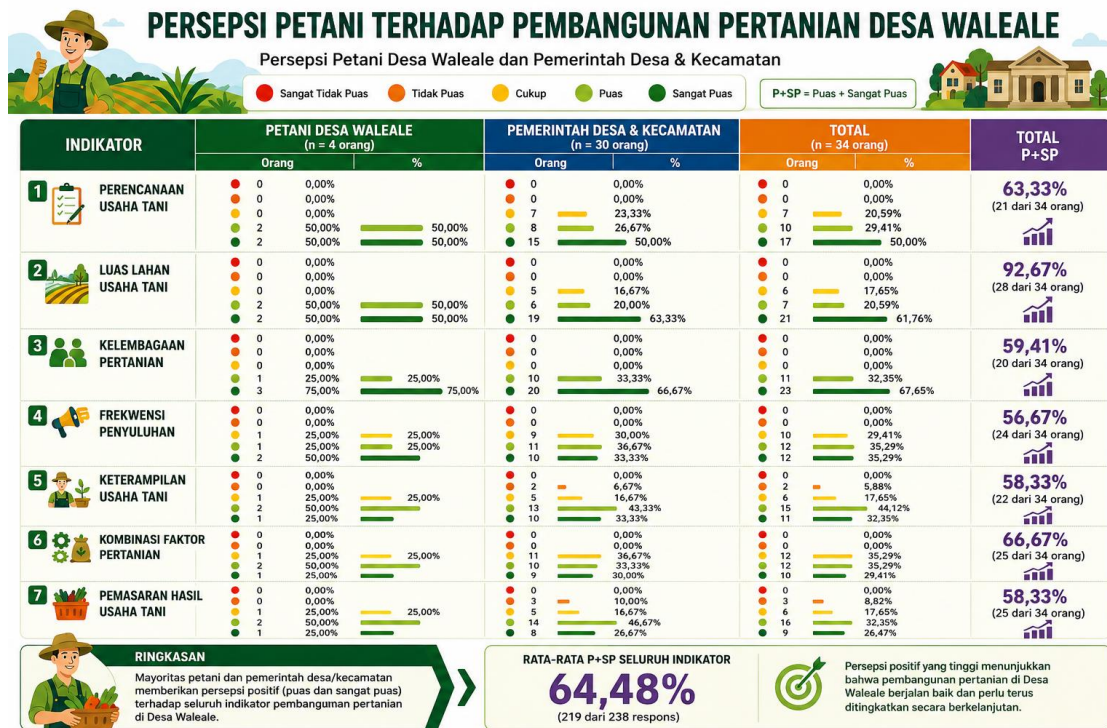 PERSEPSI PETANI TERHADAP PEMBANGUNAN PERTANIAN DESA WALEALE
Persepsi Petani Desa Waleale dan Pemerintah Desa & Kecamatan
Sangat Tidak Puas Tidak Puas Cukup Puas Sangat Puas
P+SP = Puas + Sangat Puas
INDIKATOR
PETANI DESA WALEALE
(n = 4 orang)
Orang %
PEMERINTAH DESA & KECAMATAN
(n = 30 orang)
Orang %
TOTAL
(n = 34 orang)
Orang %
TOTAL
P+SP
1
PERENCANAAN
USAHA TANI
0 0,00% 0 0,00% 0 0,00%
0 0,00% 0 0,00% 0 0,00%
0 0,00% 7 23,33% 7 20,59%
2 50,00% 50,00% 8 26,67% 10 29,41%
2 50,00% 50,00% 15 50,00% 17 50,00%
63,33%
(21 dari 34 orang)
2
LUAS LAHAN
USAHA TANI
0 0,00% 0 0,00% 0 0,00%
0 0,00% 0 0,00% 0 0,00%
0 0,00% 5 16,67% 6 17,65%
2 50,00% 50,00% 6 20,00% 7 20,59%
2 50,00% 50,00% 19 63,33% 21 61,76%
92,67%
(28 dari 34 orang)
3
KELEMBAGAAN
PERTANIAN
0 0,00% 0 0,00% 0 0,00%
0 0,00% 0 0,00% 0 0,00%
0 0,00% 0 0,00% 0 0,00%
1 25,00% 25,00% 10 33,33% 11 32,35%
3 75,00% 75,00% 20 66,67% 23 67,65%
59,41%
(20 dari 34 orang)
4
FREKWENSI
PENYULUHAN
0 0,00% 0 0,00% 0 0,00%
0 0,00% 0 0,00% 0 0,00%
1 25,00% 25,00% 9 30,00% 10 29,41%
1 25,00% 25,00% 11 36,67% 12 35,29%
2 50,00% 10 33,33% 12 35,29%
56,67%
(24 dari 34 orang)
5
KETERAMPILAN
USAHA TANI
0 0,00% 0 0,00% 0 0,00%
0 0,00% 2 6,67% 2 5,88%
1 25,00% 25,00% 5 16,67% 6 17,65%
2 50,00% 13 43,33% 15 44,12%
1 25,00% 10 33,33% 11 32,35%
58,33%
(22 dari 34 orang)
6
KOMBINASI FAKTOR
PERTANIAN
0 0,00% 0 0,00% 0 0,00%
0 0,00% 0 0,00% 0 0,00%
1 25,00% 25,00% 11 36,67% 12 35,29%
2 50,00% 10 33,33% 12 35,29%
1 25,00% 9 30,00% 10 29,41%
66,67%
(25 dari 34 orang)
7
PEMASARAN HASIL
USAHA TANI
0 0,00% 0 0,00% 0 0,00%
0 0,00% 3 10,00% 3 8,82%
1 25,00% 25,00% 5 16,67% 6 17,65%
2 50,00% 14 46,67% 16 32,35%
1 25,00% 8 26,67% 9 26,47%
58,33%
(25 dari 34 orang)
RINGKASAN
Mayoritas petani dan pemerintah desa/kecamatan
memberikan persepsi positif (puas dan sangat puas)
terhadap seluruh indikator pembangunan pertanian
di Desa Waleale.
RATA-RATA P+SP SELURUH INDIKATOR
64,48%
(219 dari 238 respons)
Persepsi positif yang tinggi menunjukkan
bahwa pembangunan pertanian di Desa
Waleale berjalan baik dan perlu terus
ditingkatkan secara berkelanjutan.